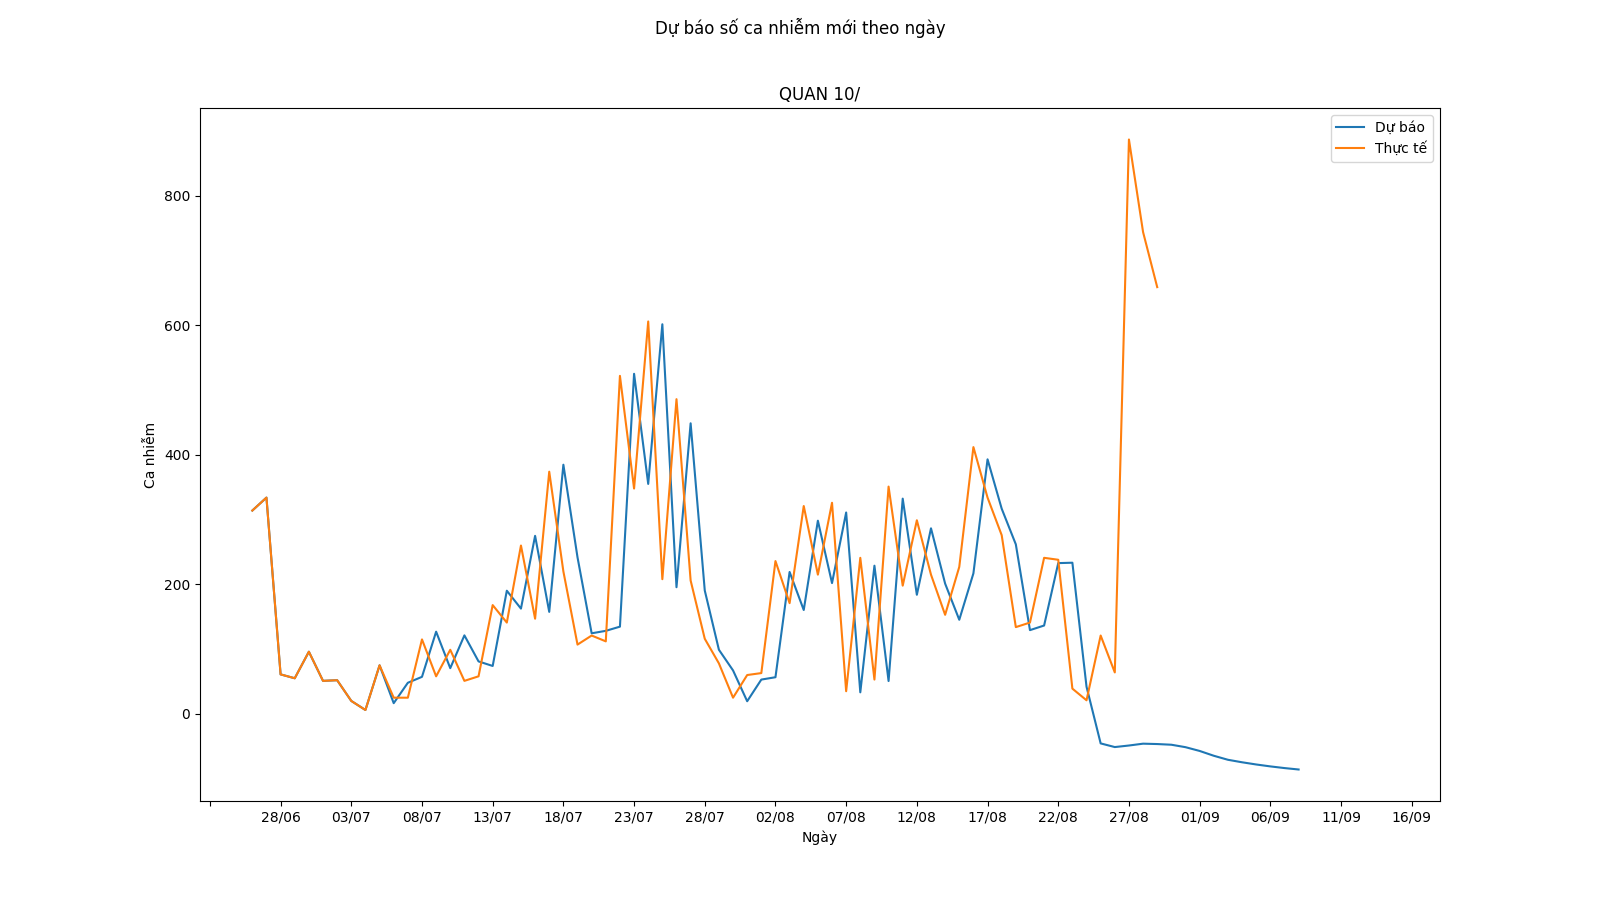 Dự báo số ca nhiễm mới theo ngày
QUAN 10/
Dự báo
Thực tế
800
600
400
200
0
Ca nhiễm
28/06 03/07 08/07 13/07 18/07 23/07 28/07 02/08 07/08 12/08 17/08 22/08 27/08 01/09 06/09 11/09 16/09
Ngày